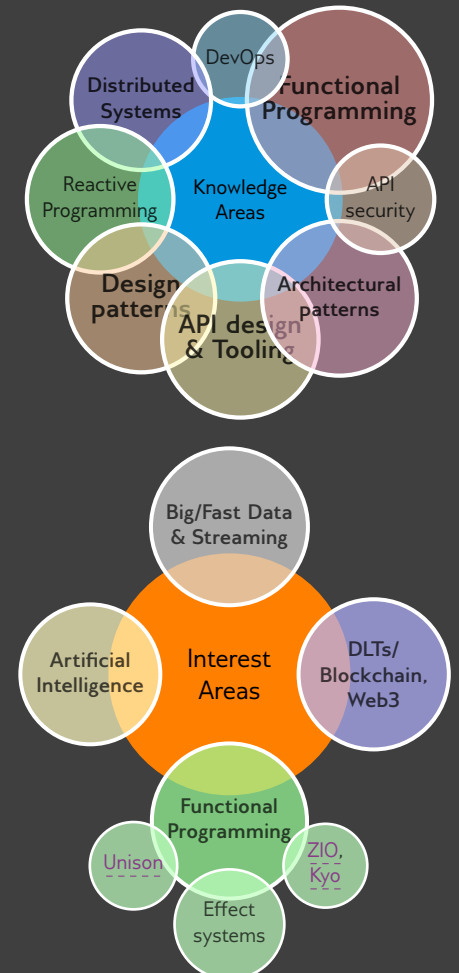 DevOps
Distributed
Systems
Functional
Programming
Reactive
Programming
Knowledge
Areas
API
security
Design
patterns
API design
& Tooling
Architectural
patterns
Big/Fast Data
& Streaming
Artificial
Intelligence
Interest
Areas
DLTs/
Blockchain,
Web3
Functional
Programming
Unison
ZIO,
Kyo
Effect
systems